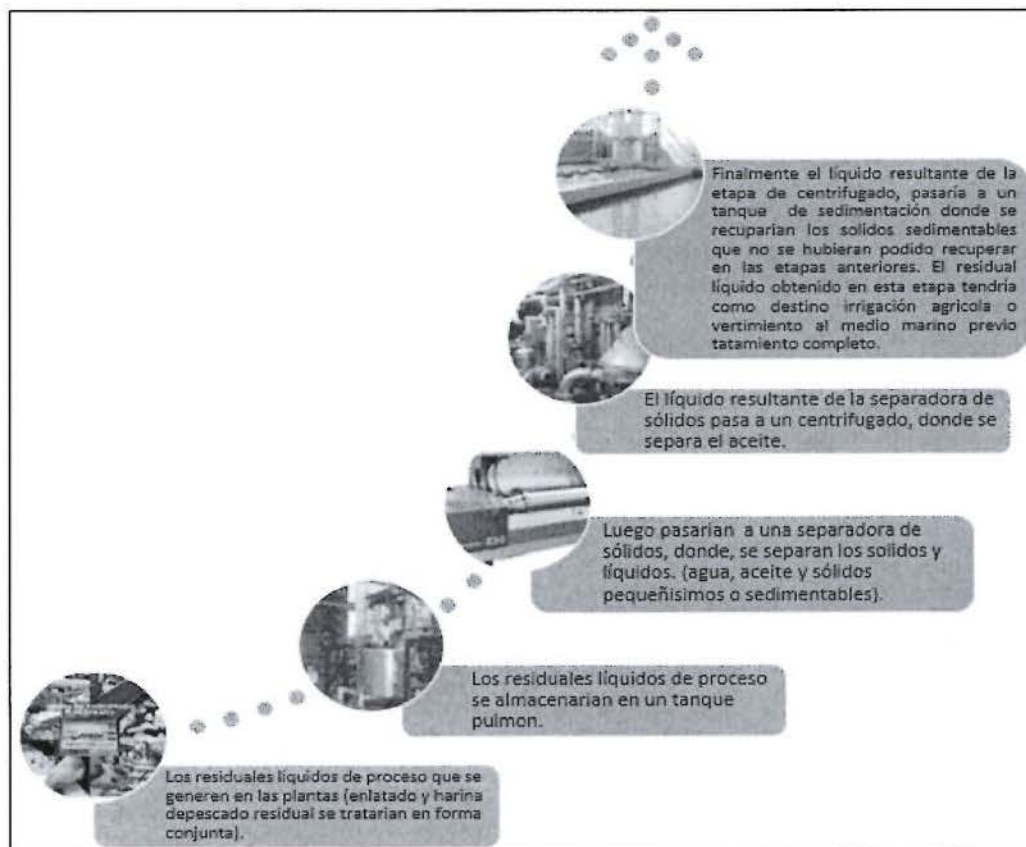 Finalmente el líquido resultante de la
etapa de centrifugado, pasaría a un
tanque de sedimentación donde se
recuparian los solidos sedimentables
que no se hubieran podido recuperar
en las etapas anteriores. El residual
líquido obtenido en esta etapa tendría
como destino irrigación agricola o
vertimiento al medio marino previo
tatamiento completo.
El líquido resultante de la separadora de
sólidos pasa a un centrifugado, donde se
separa el aceite.
Luego pasarian a una separadora de
sólidos, donde, se separan los solidos y
líquidos. (agua, aceite y sólidos
pequeñisimos o sedimentables).
Los residuales líquidos de proceso
se almacenarian en un tanque
pulmon.
Los residuales líquidos de proceso que se
generen en las plantas (enlatado y harina
depescado residual se tratarian en forma
conjunta).